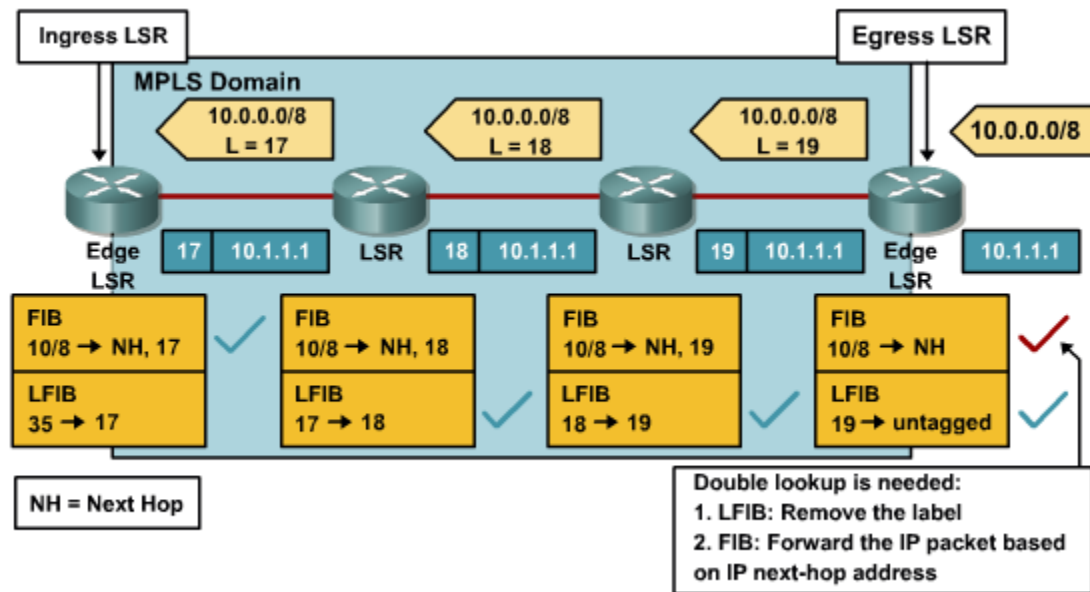 Ingress LSR
Egress LSR
MPLS Domain
10.0.0.0/8
L = 17
10.0.0.0/8
L = 18
10.0.0.0/8
L = 19
10.0.0.0/8
Edge
LSR
17 10.1.1.1
LSR
18 10.1.1.1
LSR
19 10.1.1.1
Edge
LSR
10.1.1.1
FIB
10/8 → NH, 17
LFIB
35 → 17
FIB
10/8 → NH, 18
LFIB
17 → 18
FIB
10/8 → NH, 19
LFIB
18 → 19
FIB
10/8 → NH
LFIB
19 → untagged
NH = Next Hop
Double lookup is needed:
1. LFIB: Remove the label
2. FIB: Forward the IP packet based
on IP next-hop address